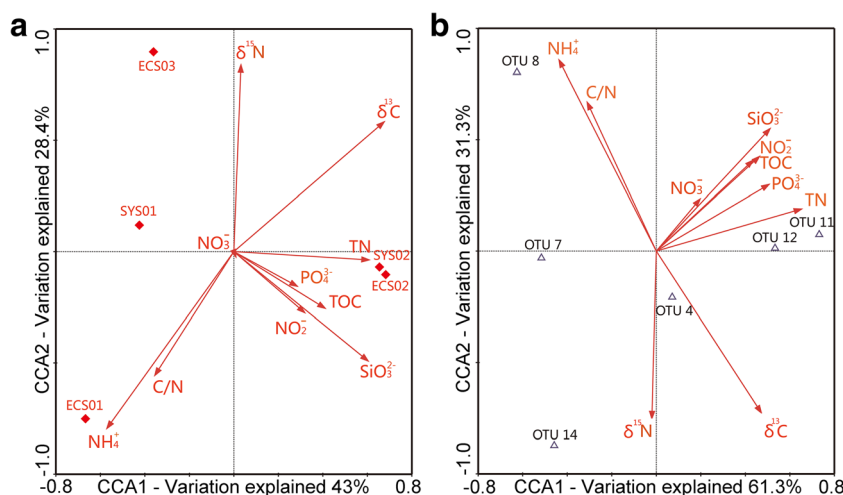 a
1.0
CCA2 - Variation explained 28.4%
-1.0
-0.8
CCA1 - Variation explained 43%
0.8
ECS03
δ¹⁵N
δ¹³C
SYS01
NO₃⁻
TN
SYS02
ECS02
PO₄³⁻
TOC
NO₂⁻
SiO₃²⁻
C/N
ECS01
NH₄⁺
b
1.0
CCA2 - Variation explained 31.3%
-1.0
-0.8
CCA1 - Variation explained 61.3%
0.8
NH₄⁺
OTU 8
C/N
SiO₃²⁻
NO₂⁻
TOC
PO₄³⁻
NO₃⁻
TN
OTU 11
OTU 12
OTU 7
OTU 4
δ¹⁵N
δ¹³C
OTU 14